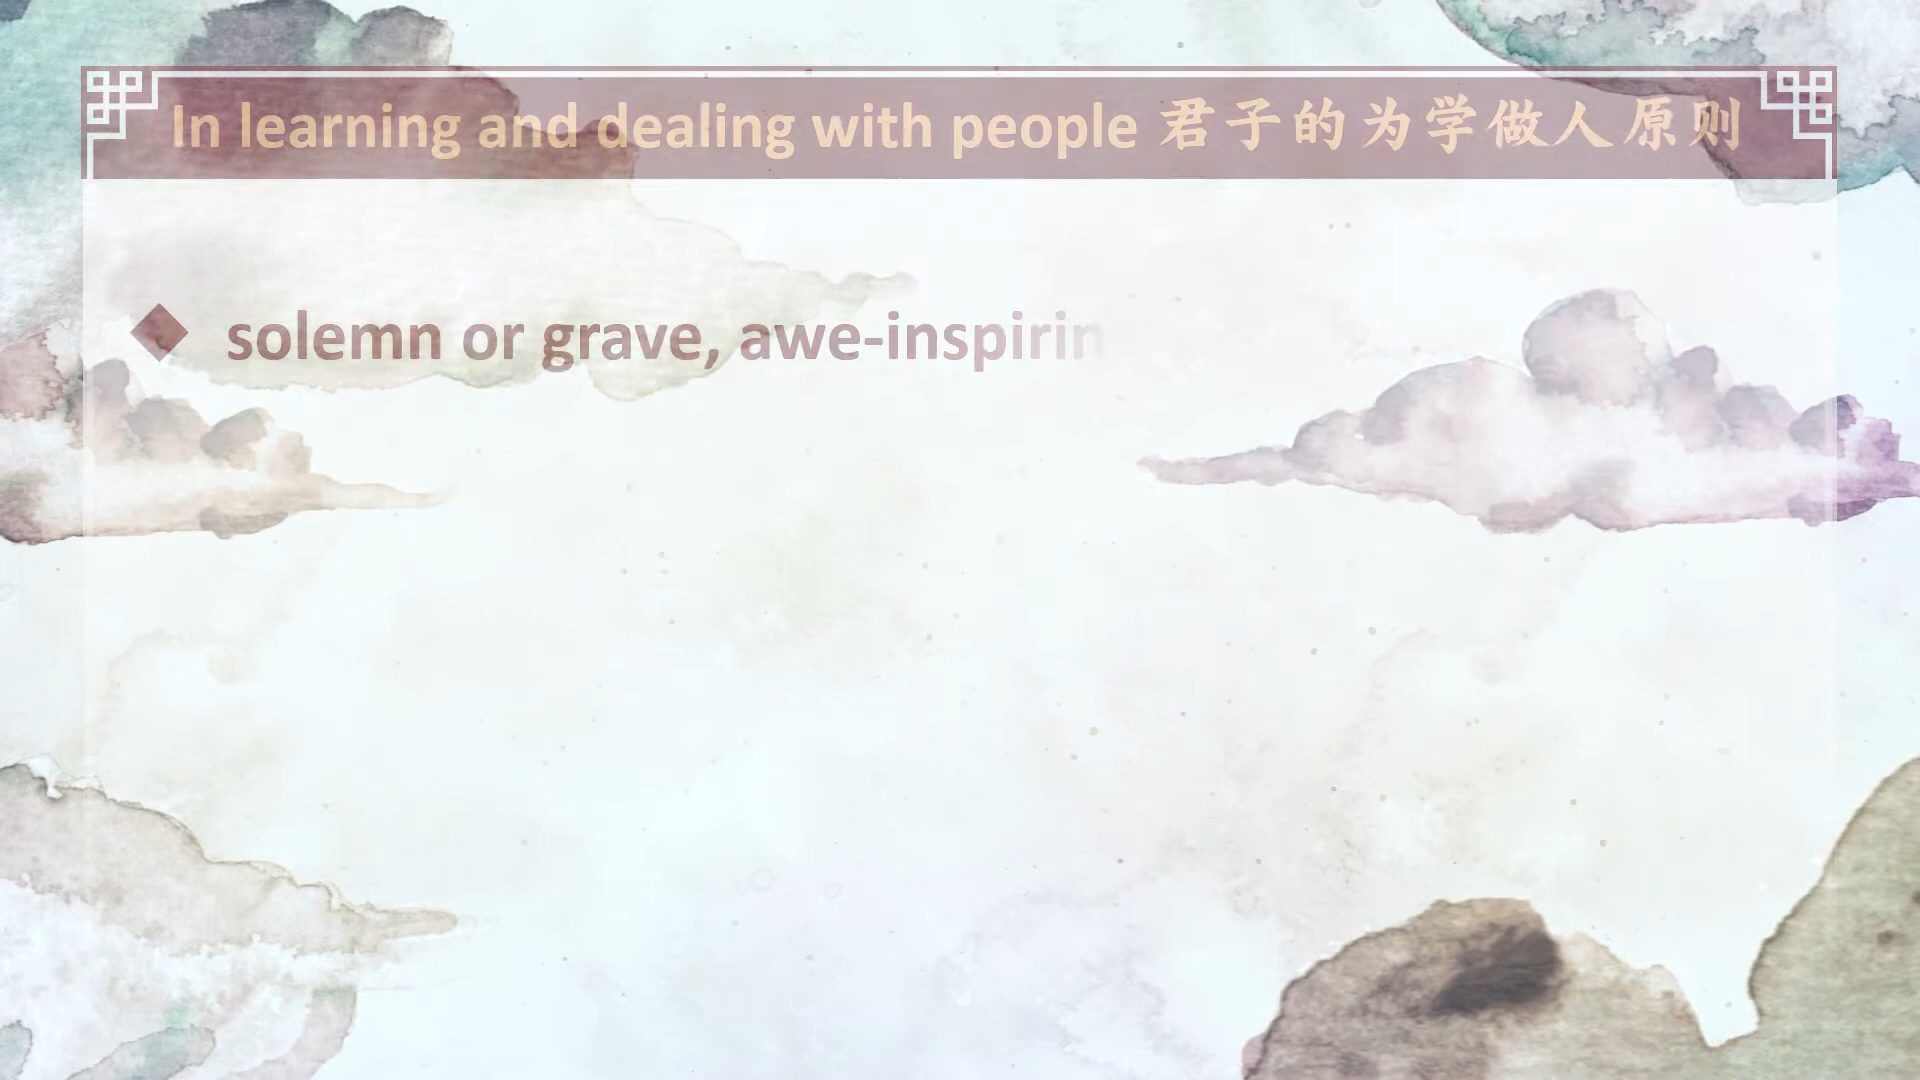 In learning and dealing with people 君子的为学做人原则
solemn or grave, awe-inspirin